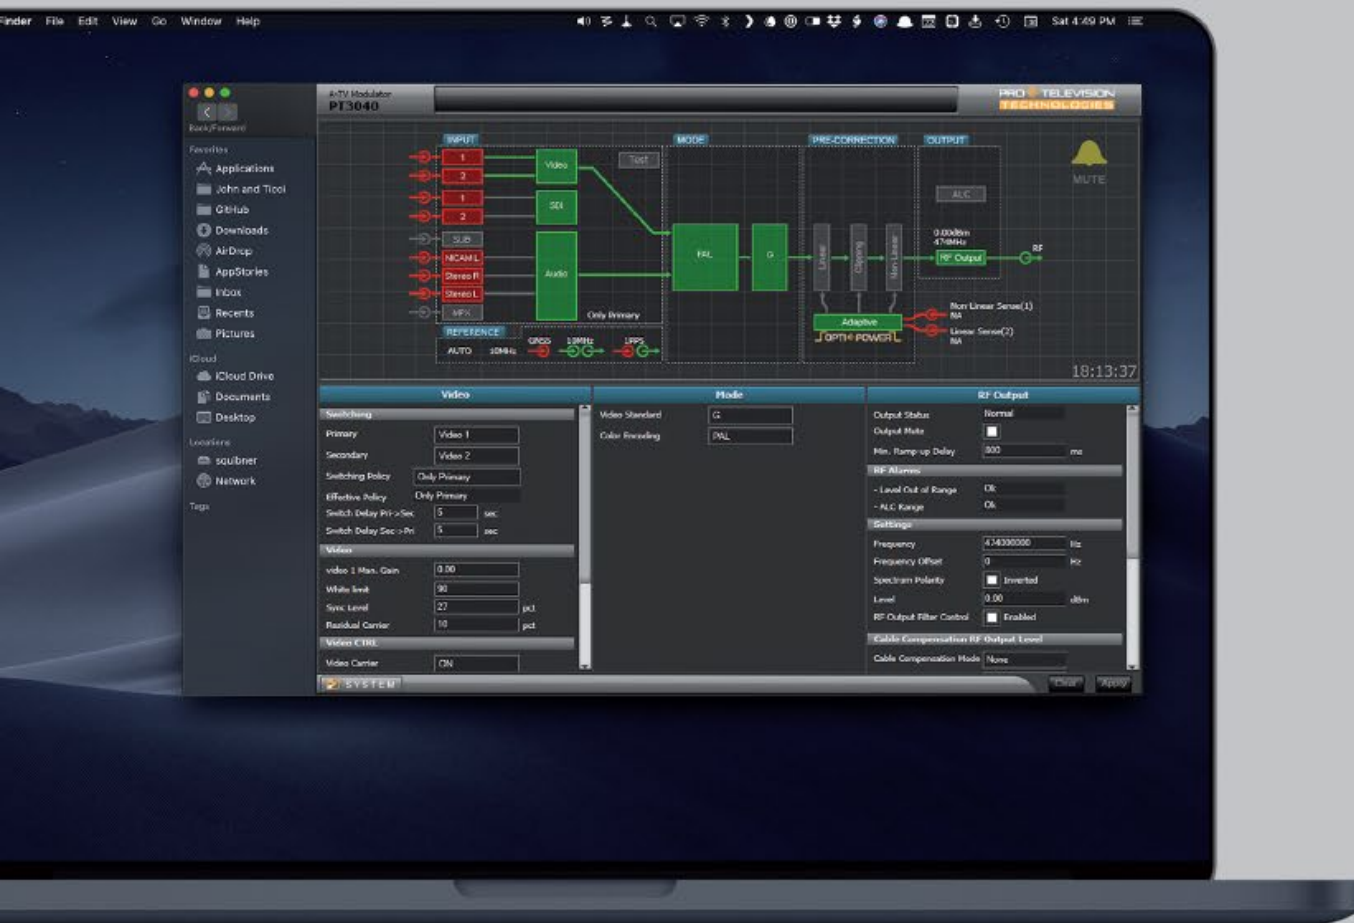 Finder File Edit View Go Window Help
Sat 4:49 PM
A-TV Modulator
PT3040
PRO TELEVISION
TECHNOLOGIES
Back/Forward
Favorites
Applications
John and Ticci
GitHub
Downloads
AirDrop
AppStories
Inbox
Recents
Pictures
iCloud
iCloud Drive
Documents
Desktop
Locations
squibner
Network
Tags
INPUT
MODE
PRE-CORRECTION
OUTPUT
1
2
1
2
SUB
NICAM L
Stereo R
Stereo L
MPX
Video
SDI
Audio
Test
Only Primary
PAL
G
Linear
Clipping
Non Linear
ALC
0.00dBm
474MHz
RF Output
RF
MUTE
Adaptive
OPTI POWER
Non Linear Sense(1)
NA
Linear Sense(2)
NA
REFERENCE
AUTO 10MHz
GNSS 10MHz 1PPS
18:13:37
Video
Switching
Primary Video 1
Secondary Video 2
Switching Policy Only Primary
Effective Policy Only Primary
Switch Delay Pri->Sec 5 sec
Switch Delay Sec->Pri 5 sec
Video
video 1 Man. Gain 0.00
White limit 90
Sync Level 27 pct
Residual Carrier 10 pct
Video CTRL
Video Carrier ON
Mode
Video Standard G
Color Encoding PAL
RF Output
Output Status Normal
Output Mute
Min. Ramp-up Delay 800 ms
RF Alarms
- Level Out of Range Ok
- ALC Range Ok
Settings
Frequency 474000000 Hz
Frequency Offset 0 Hz
Spectrum Polarity Inverted
Level 0.00 dBm
RF Output Filter Control Enabled
Cable Compensation RF Output Level
Cable Compensation Mode None
SYSTEM
Clear Apply